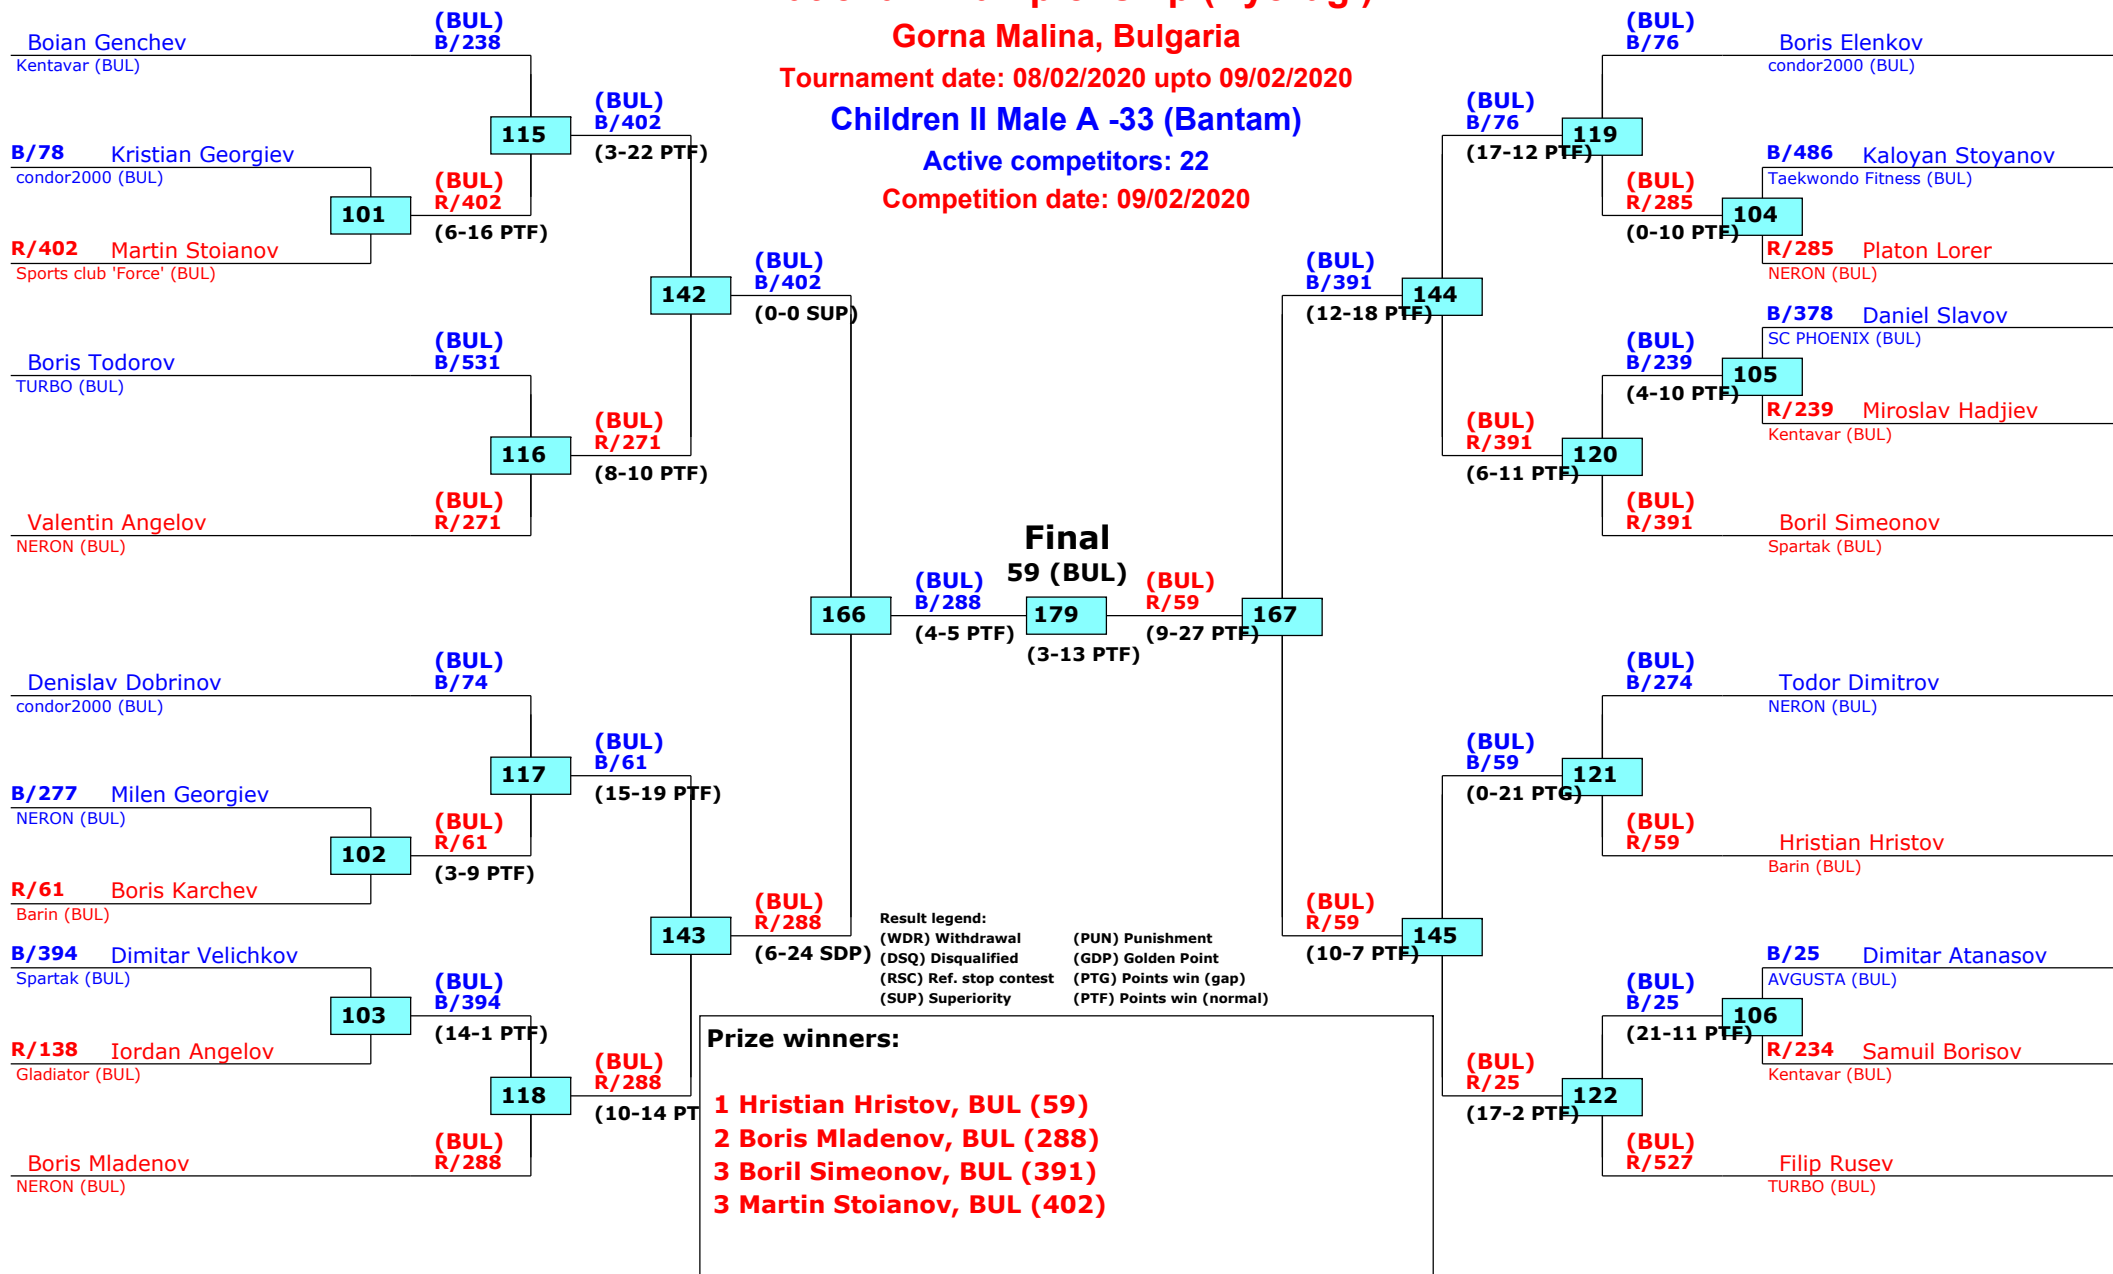 Gorna Malina, Bulgaria
Tournament date: 08/02/2020 upto 09/02/2020
Children II Male A -33 (Bantam)
Active competitors: 22
Competition date: 09/02/2020
Boian Genchev
Kentavar (BUL)
(BUL)
B/238
B/78 Kristian Georgiev
condor2000 (BUL)
R/402 Martin Stoianov
Sports club 'Force' (BUL)
101
(BUL)
R/402
(6-16 PTF)
115
(BUL)
B/402
(3-22 PTF)
Boris Todorov
TURBO (BUL)
(BUL)
B/531
Valentin Angelov
NERON (BUL)
(BUL)
R/271
116
(BUL)
R/271
(8-10 PTF)
142
(BUL)
B/402
(0-0 SUP)
Denislav Dobrinov
condor2000 (BUL)
(BUL)
B/74
B/277 Milen Georgiev
NERON (BUL)
R/61 Boris Karchev
Barin (BUL)
102
(BUL)
R/61
(3-9 PTF)
117
(BUL)
B/61
(15-19 PTF)
B/394 Dimitar Velichkov
Spartak (BUL)
R/138 Iordan Angelov
Gladiator (BUL)
103
(BUL)
B/394
(14-1 PTF)
Boris Mladenov
NERON (BUL)
(BUL)
R/288
118
(BUL)
R/288
(10-14 PT
143
(BUL)
R/288
(6-24 SDP)
166
(BUL)
B/288
(4-5 PTF)
Final
59 (BUL)
179
(3-13 PTF)
(BUL)
R/59
(9-27 PTF)
167
(BUL)
B/391
(12-18 PTF)
144
(BUL)
B/76
(17-12 PTF)
119
(BUL)
B/76
Boris Elenkov
condor2000 (BUL)
(BUL)
R/285
(0-10 PTF)
104
B/486 Kaloyan Stoyanov
Taekwondo Fitness (BUL)
R/285 Platon Lorer
NERON (BUL)
(BUL)
R/391
(6-11 PTF)
120
(BUL)
B/239
(4-10 PTF)
105
B/378 Daniel Slavov
SC PHOENIX (BUL)
R/239 Miroslav Hadjiev
Kentavar (BUL)
(BUL)
R/391
Boril Simeonov
Spartak (BUL)
(BUL)
R/59
(10-7 PTF)
145
(BUL)
B/59
(0-21 PTG)
121
(BUL)
B/274
Todor Dimitrov
NERON (BUL)
(BUL)
R/59
Hristian Hristov
Barin (BUL)
(BUL)
R/25
(17-2 PTF)
122
(BUL)
B/25
(21-11 PTF)
106
B/25 Dimitar Atanasov
AVGUSTA (BUL)
R/234 Samuil Borisov
Kentavar (BUL)
(BUL)
R/527
Filip Rusev
TURBO (BUL)
Result legend:
(WDR) Withdrawal (PUN) Punishment
(DSQ) Disqualified (GDP) Golden Point
(RSC) Ref. stop contest (PTG) Points win (gap)
(SUP) Superiority (PTF) Points win (normal)
Prize winners:
1 Hristian Hristov, BUL (59)
2 Boris Mladenov, BUL (288)
3 Boril Simeonov, BUL (391)
3 Martin Stoianov, BUL (402)